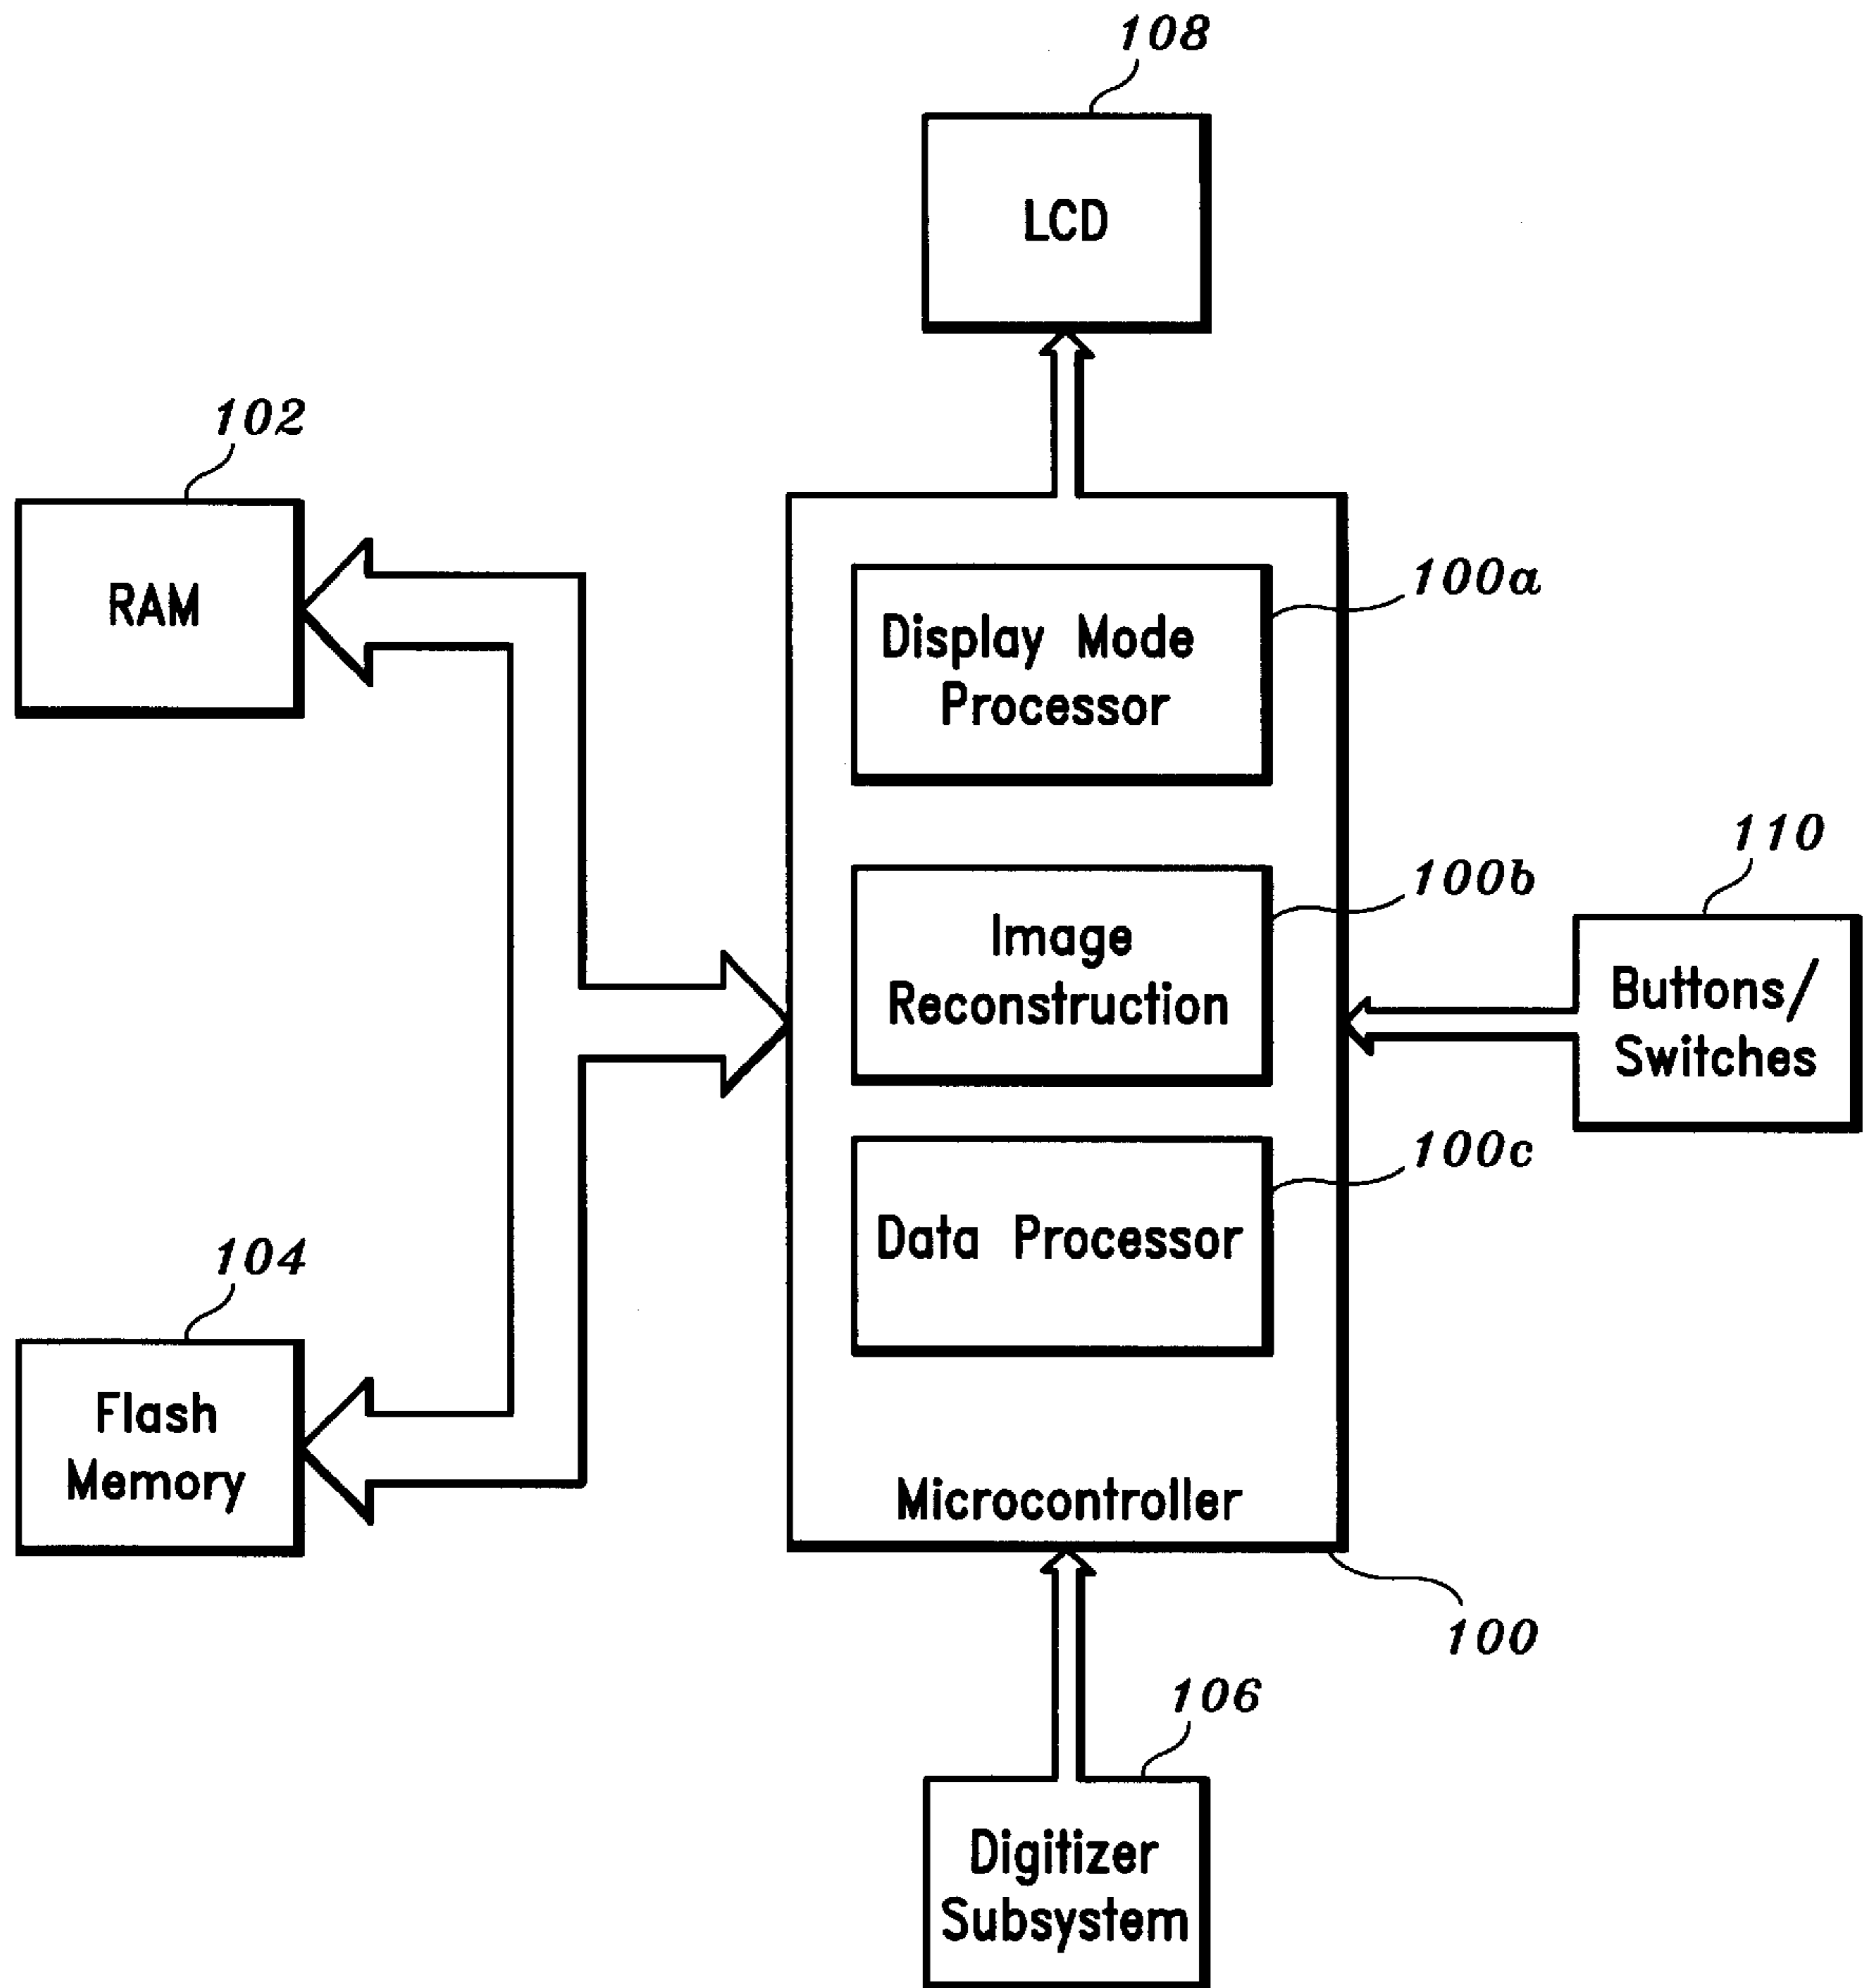 108
LCD
102
RAM
100a
Display Mode
Processor
110
100b
Image
Reconstruction
Buttons/
Switches
100c
Data Processor
104
Flash
Memory
Microcontroller
100
106
Digitizer
Subsystem